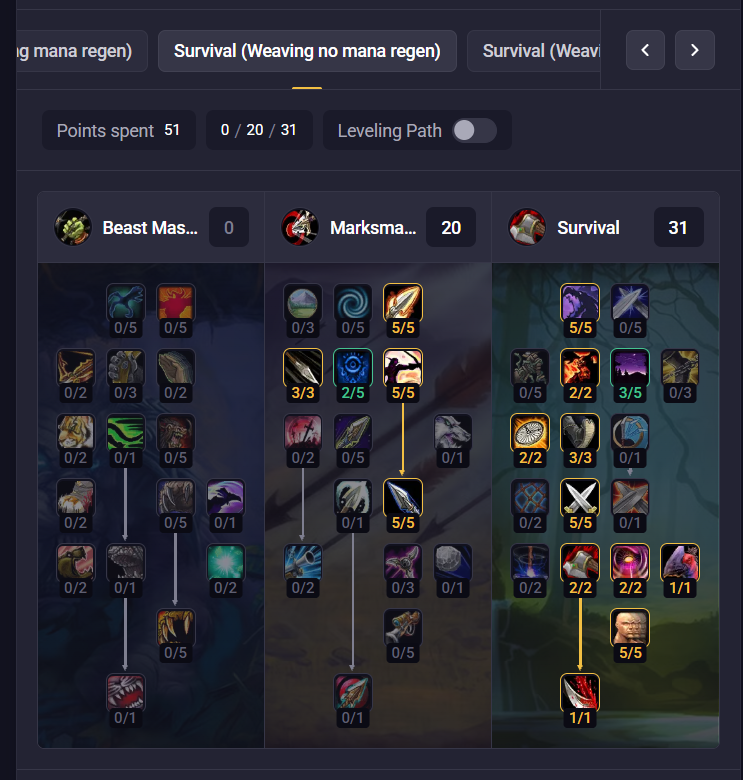 ng mana regen) Survival (Weaving no mana regen) Survival (Weavi
Points spent 51 0 / 20 / 31 Leveling Path
Beast Mas... 0 Marksma... 20 Survival 31
0/5 0/5 0/3 0/5 5/5 5/5 0/5
0/2 0/3 0/2 3/3 2/5 5/5 0/5 2/2 3/5 0/3
0/2 0/1 0/5 0/2 0/5 0/1 2/2 3/3 0/1
0/2 0/5 0/1 0/1 5/5 0/2 5/5 0/1
0/2 0/1 0/2 0/2 0/3 0/1 0/2 2/2 2/2 1/1
0/5 0/5 5/5
0/1 0/1 1/1